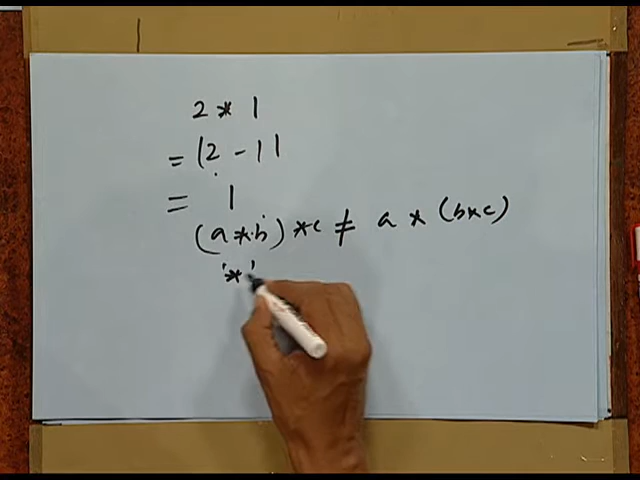 2 * 1
= |2 - 1|
= 1
(a * b) * c ≠ a * (b * c)
'*'